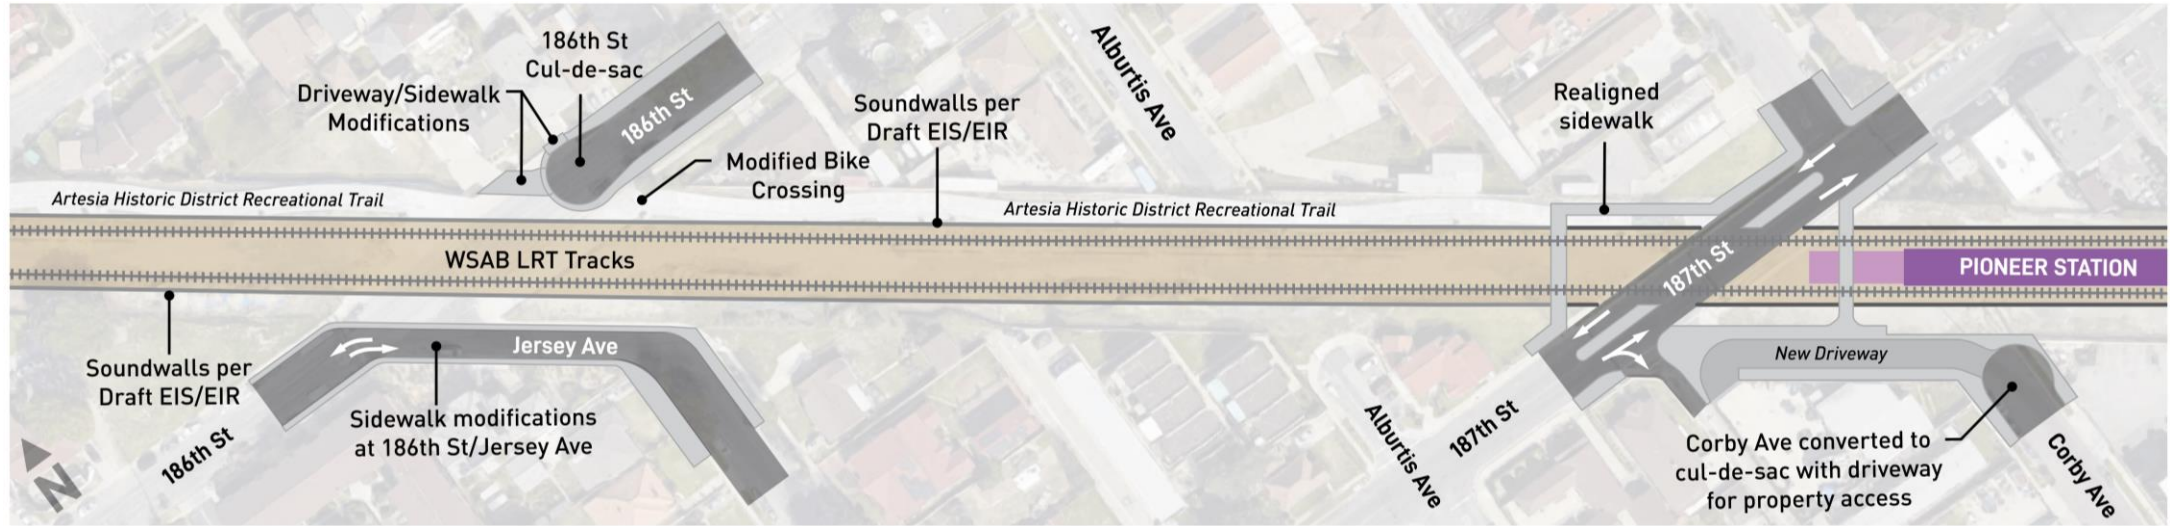 186th St
Cul-de-sac
Driveway/Sidewalk
Modifications
186th St
Soundwalls per
Draft EIS/EIR
Modified Bike
Crossing
Alburtis Ave
Realigned
sidewalk
Artesia Historic District Recreational Trail
Artesia Historic District Recreational Trail
WSAB LRT Tracks
187th St
PIONEER STATION
Soundwalls per
Draft EIS/EIR
Jersey Ave
Sidewalk modifications
at 186th St/Jersey Ave
186th St
N
New Driveway
Alburtis Ave
187th St
Corby Ave converted to
cul-de-sac with driveway
for property access
Corby Ave